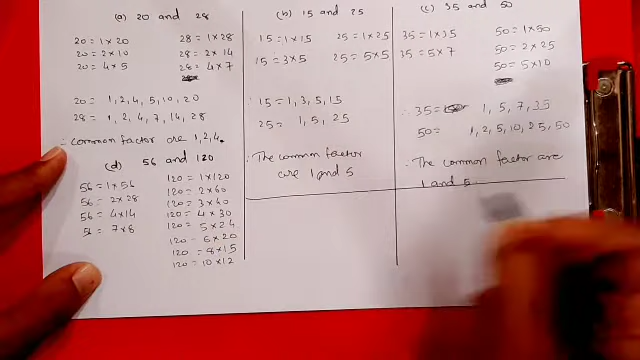 (a) 20 and 28
20 = 1 × 20
20 = 2 × 10
20 = 4 × 5
28 = 1 × 28
28 = 2 × 14
28 = 4 × 7
20 = 1, 2, 4, 5, 10, 20
28 = 1, 2, 4, 7, 14, 28
∴ common factor are 1, 2, 4.
(b) 15 and 25
15 = 1 × 15
15 = 3 × 5
25 = 1 × 25
25 = 5 × 5
∴ 15 = 1, 3, 5, 15
25 = 1, 5, 25
∴ The common factor
are 1 and 5
(c) 35 and 50
35 = 1 × 35
35 = 5 × 7
50 = 1 × 50
50 = 2 × 25
50 = 5 × 10
∴ 35 = 1, 5, 7, 35
50 = 1, 2, 5, 10, 25, 50
∴ The common factor are
1 and 5
(d) 56 and 120
56 = 1 × 56
56 = 2 × 28
56 = 4 × 14
56 = 7 × 8
120 = 1 × 120
120 = 2 × 60
120 = 3 × 40
120 = 4 × 30
120 = 5 × 24
120 = 6 × 20
120 = 8 × 15
120 = 10 × 12